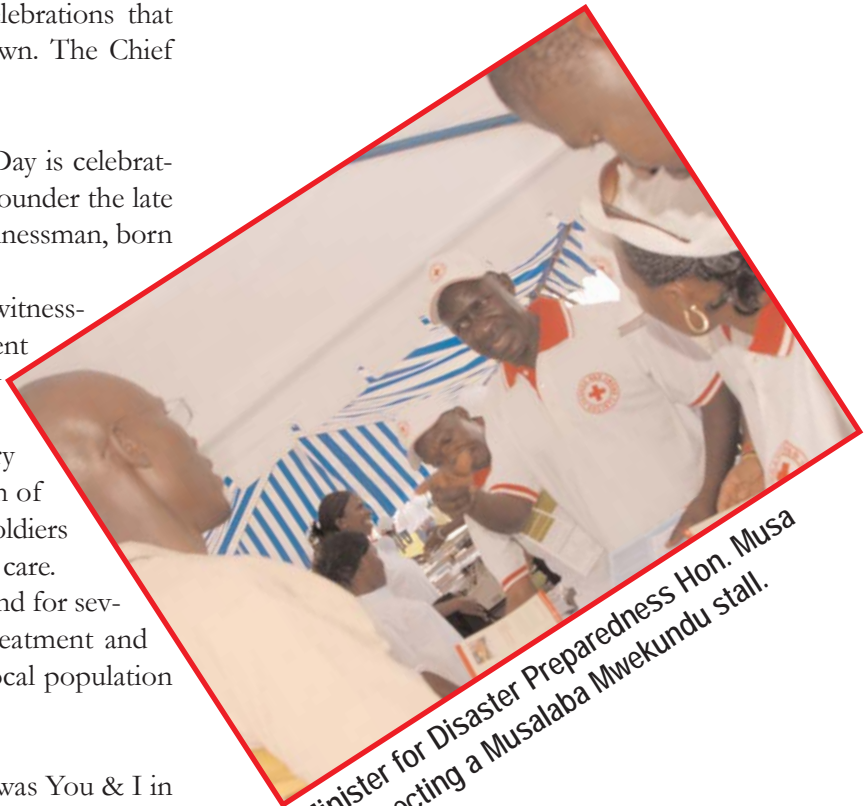 lebrations that
wn. The Chief
Day is celebrat-
ounder the late
nessman, born
witness-
ent
ry
n of
oldiers
care.
nd for sev-
eatment and
ocal population
was You & I in
Minister for Disaster Preparedness Hon. Musa
ecting a Musalaba Mwekundu stall.